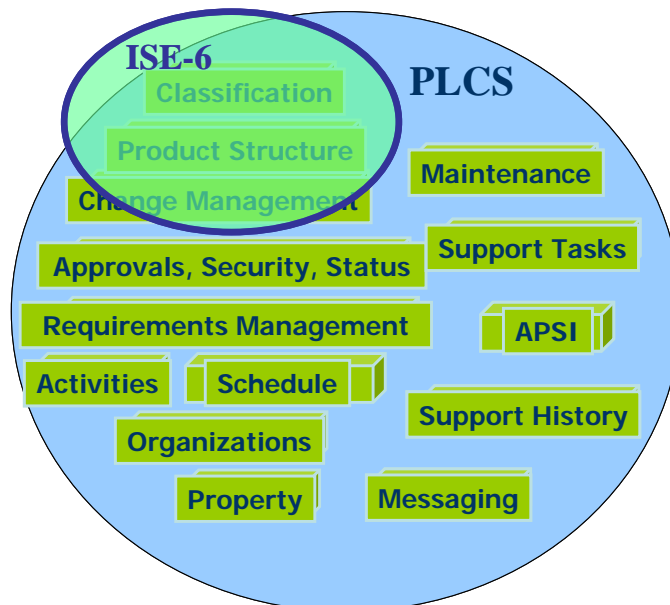 ISE-6
PLCS
Classification
Product Structure
Maintenance
Change Management
Support Tasks
Approvals, Security, Status
Requirements Management
APSI
Activities
Schedule
Support History
Organizations
Property
Messaging